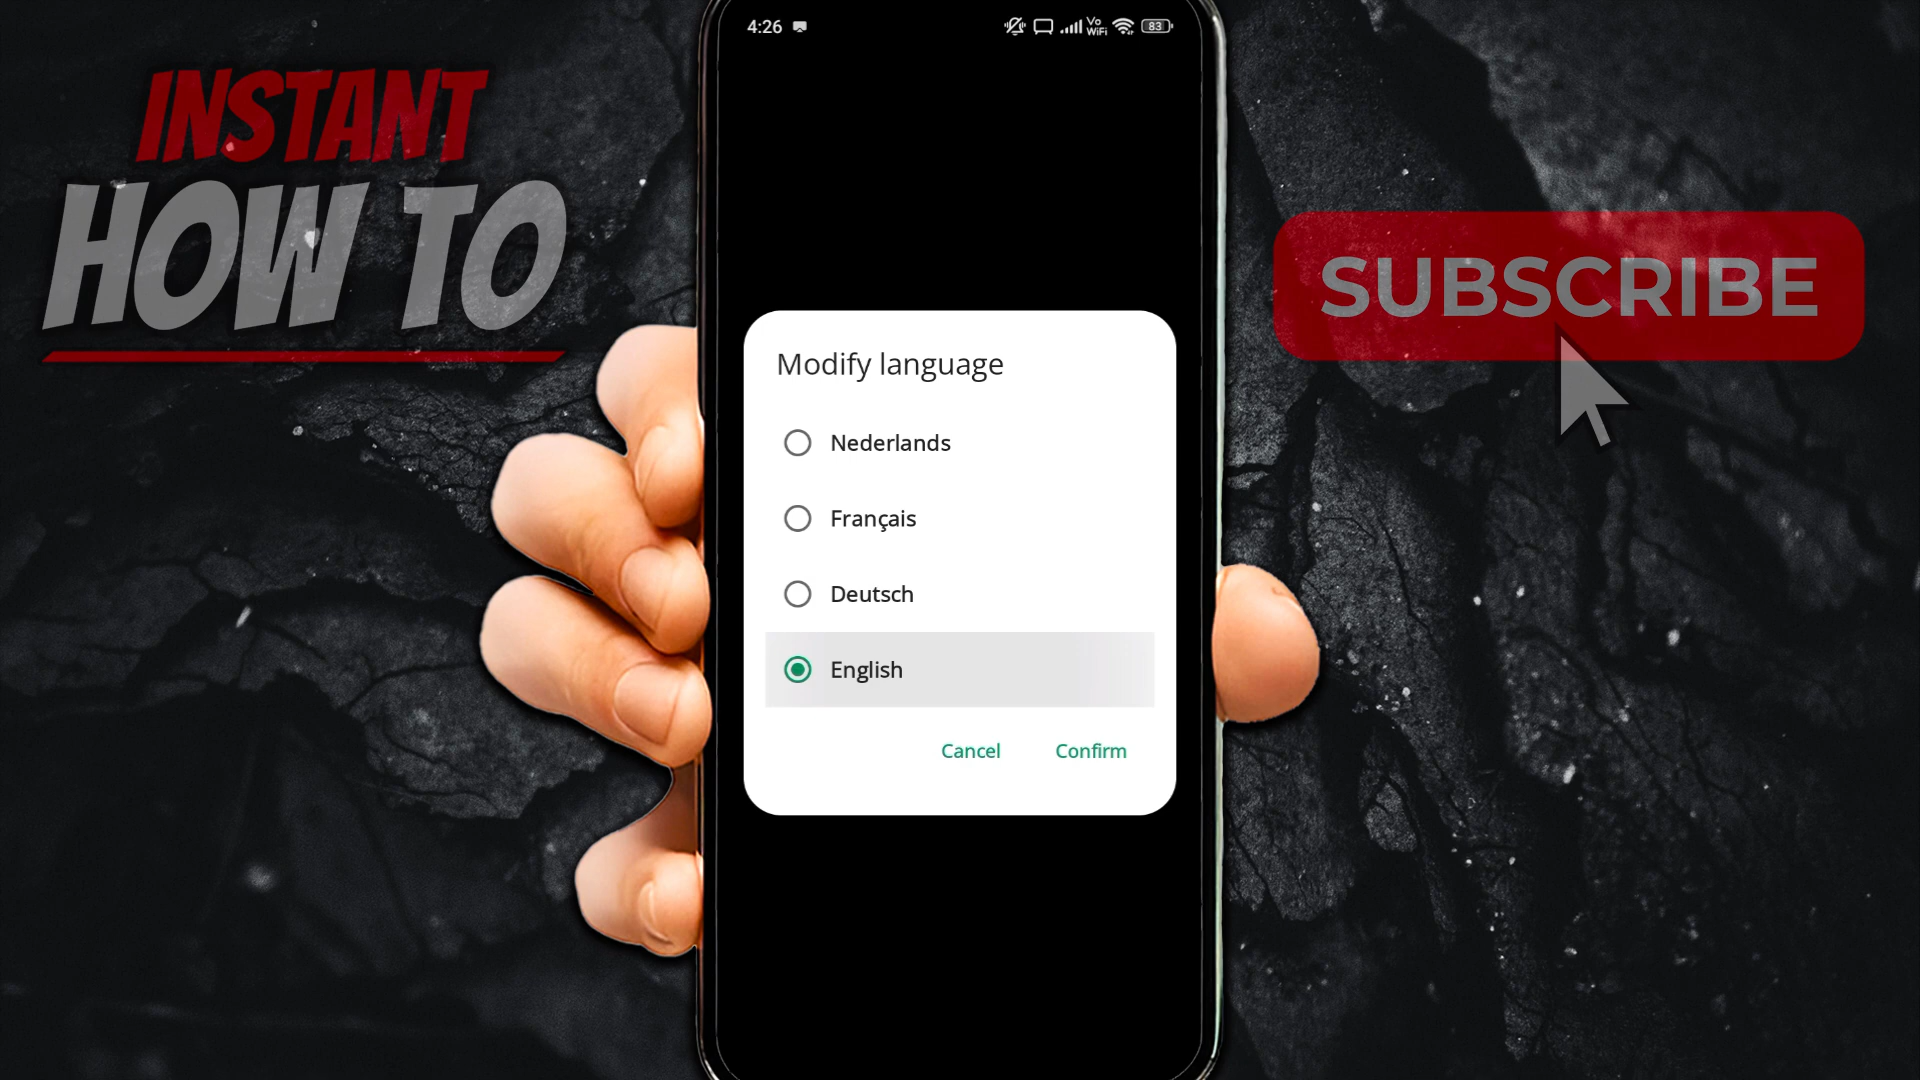 INSTANT
HOW TO
SUBSCRIBE
4:26
Vo
WiFi
83
Modify language
Nederlands
Français
Deutsch
English
Cancel
Confirm